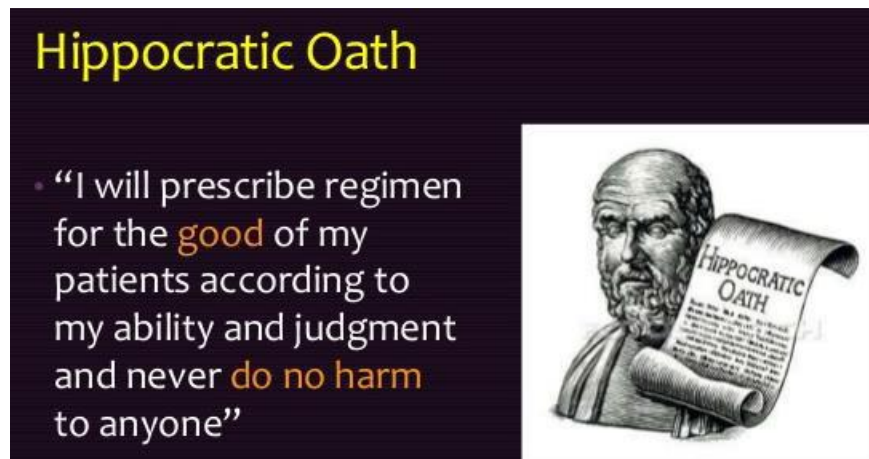 Hippocratic Oath
• “I will prescribe regimen
for the good of my
patients according to
my ability and judgment
and never do no harm
to anyone”
HIPPOCRATIC
OATH